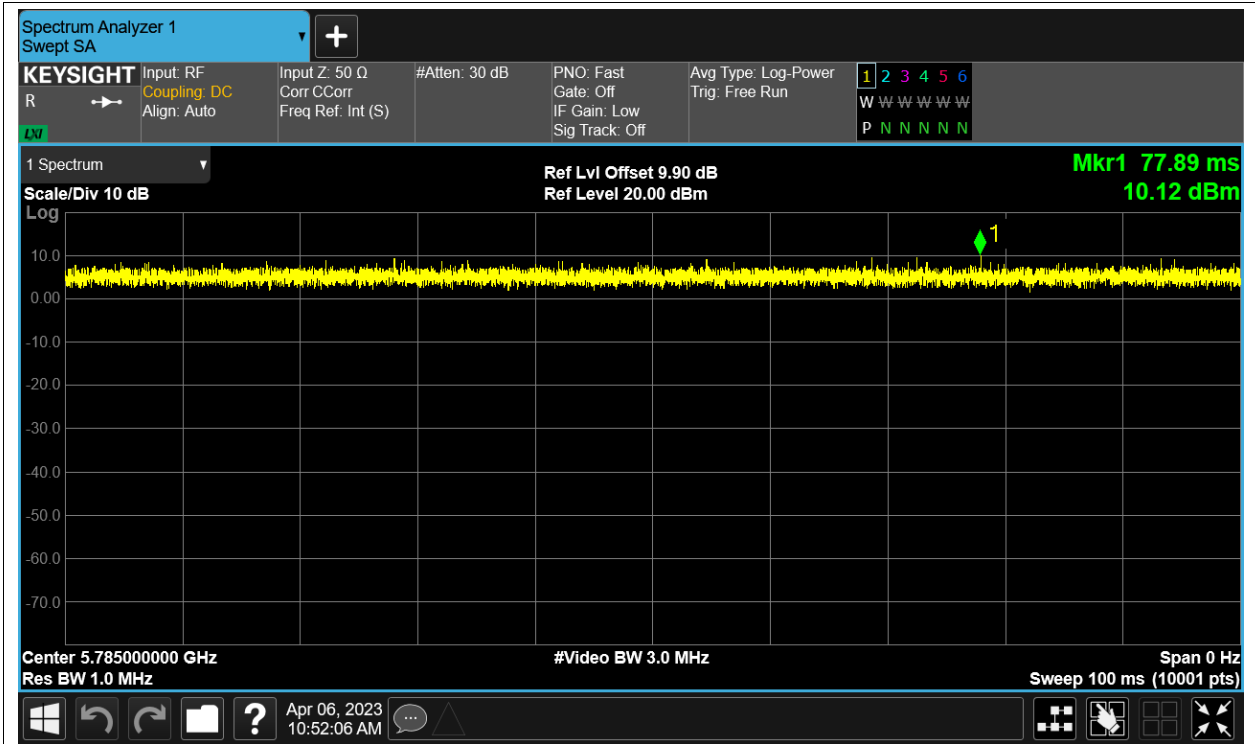 Spectrum Analyzer 1
Swept SA
KEYSIGHT
R
LXI
Input: RF
Coupling: DC
Align: Auto
Input Z: 50 Ω
Corr CCorr
Freq Ref: Int (S)
#Atten: 30 dB
PNO: Fast
Gate: Off
IF Gain: Low
Sig Track: Off
Avg Type: Log-Power
Trig: Free Run
1 2 3 4 5 6
W W W W W W
P N N N N N
1 Spectrum
Scale/Div 10 dB
Log
Ref Lvl Offset 9.90 dB
Ref Level 20.00 dBm
Mkr1 77.89 ms
10.12 dBm
1
10.0
0.00
-10.0
-20.0
-30.0
-40.0
-50.0
-60.0
-70.0
Center 5.785000000 GHz
#Video BW 3.0 MHz
Span 0 Hz
Res BW 1.0 MHz
Sweep 100 ms (10001 pts)
?
Apr 06, 2023
10:52:06 AM